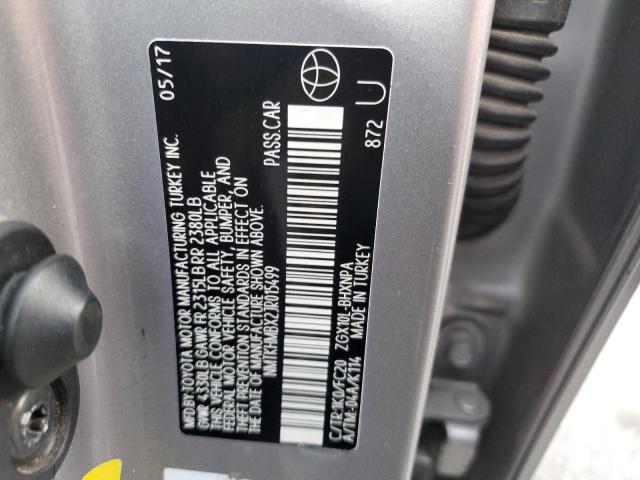 MFD.BY:TOYOTA MOTOR MANUFACTURING TURKEY INC. 05/17
GVWR 4330LB GAWR FR 2315LB RR 2380LB
THIS VEHICLE CONFORMS TO ALL APPLICABLE
FEDERAL MOTOR VEHICLE SAFETY, BUMPER, AND
THEFT PREVENTION STANDARDS IN EFFECT ON
THE DATE OF MANUFACTURE SHOWN ABOVE.
NMTKHMBX2JR015499 PASS.CAR
C/TR:1K0/FC20 ZGX10L-BHXNPA
A/TM:-04A/K114 MADE IN TURKEY
872 U